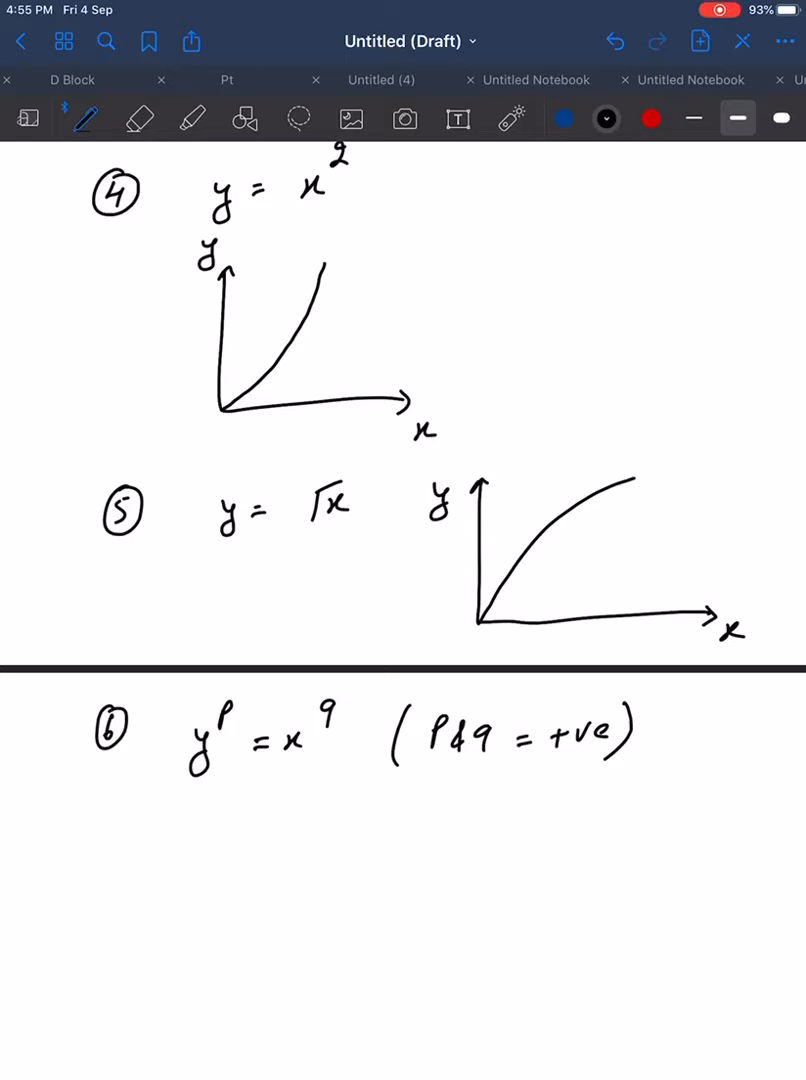 4:55 PM Fri 4 Sep 93%
Untitled (Draft)
D Block Pt Untitled (4) Untitled Notebook Untitled Notebook
T
④ y = x²
y
x
⑤ y = √x
y
x
⑥ y^p = x^q (p & q = +ve)